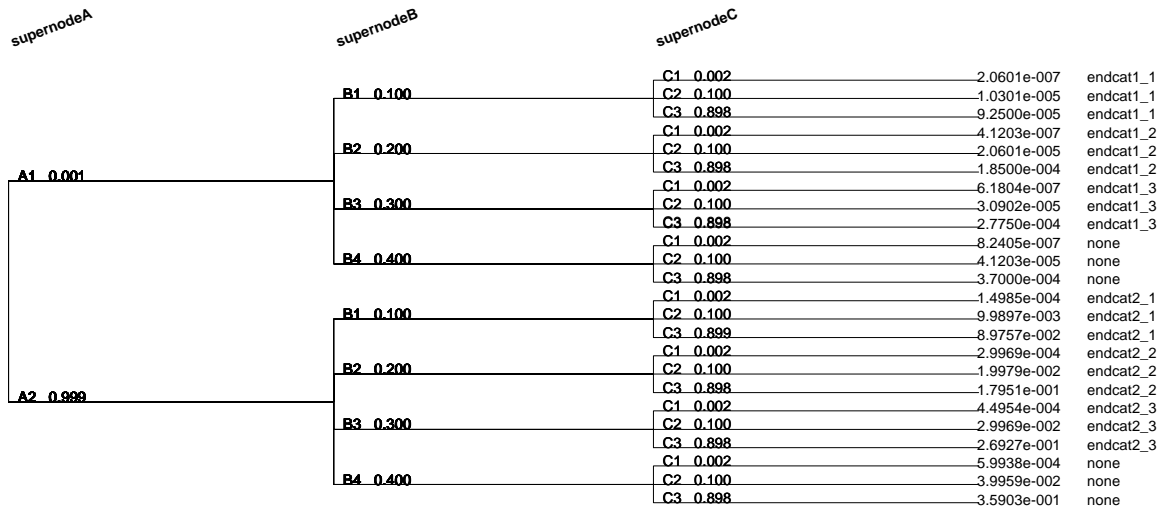 supernodeA supernodeB supernodeC
C1 0.002 2.0601e-007 endcat1_1
B1 0.100 C2 0.100 1.0301e-005 endcat1_1
C3 0.898 9.2500e-005 endcat1_1
C1 0.002 4.1203e-007 endcat1_2
B2 0.200 C2 0.100 2.0601e-005 endcat1_2
C3 0.898 1.8500e-004 endcat1_2
A1 0.001 C1 0.002 6.1804e-007 endcat1_3
B3 0.300 C2 0.100 3.0902e-005 endcat1_3
C3 0.898 2.7750e-004 endcat1_3
C1 0.002 8.2405e-007 none
B4 0.400 C2 0.100 4.1203e-005 none
C3 0.898 3.7000e-004 none
C1 0.002 1.4985e-004 endcat2_1
B1 0.100 C2 0.100 9.9897e-003 endcat2_1
C3 0.899 8.9757e-002 endcat2_1
C1 0.002 2.9969e-004 endcat2_2
B2 0.200 C2 0.100 1.9979e-002 endcat2_2
C3 0.898 1.7951e-001 endcat2_2
A2 0.999 C1 0.002 4.4954e-004 endcat2_3
B3 0.300 C2 0.100 2.9969e-002 endcat2_3
C3 0.898 2.6927e-001 endcat2_3
C1 0.002 5.9938e-004 none
B4 0.400 C2 0.100 3.9959e-002 none
C3 0.898 3.5903e-001 none